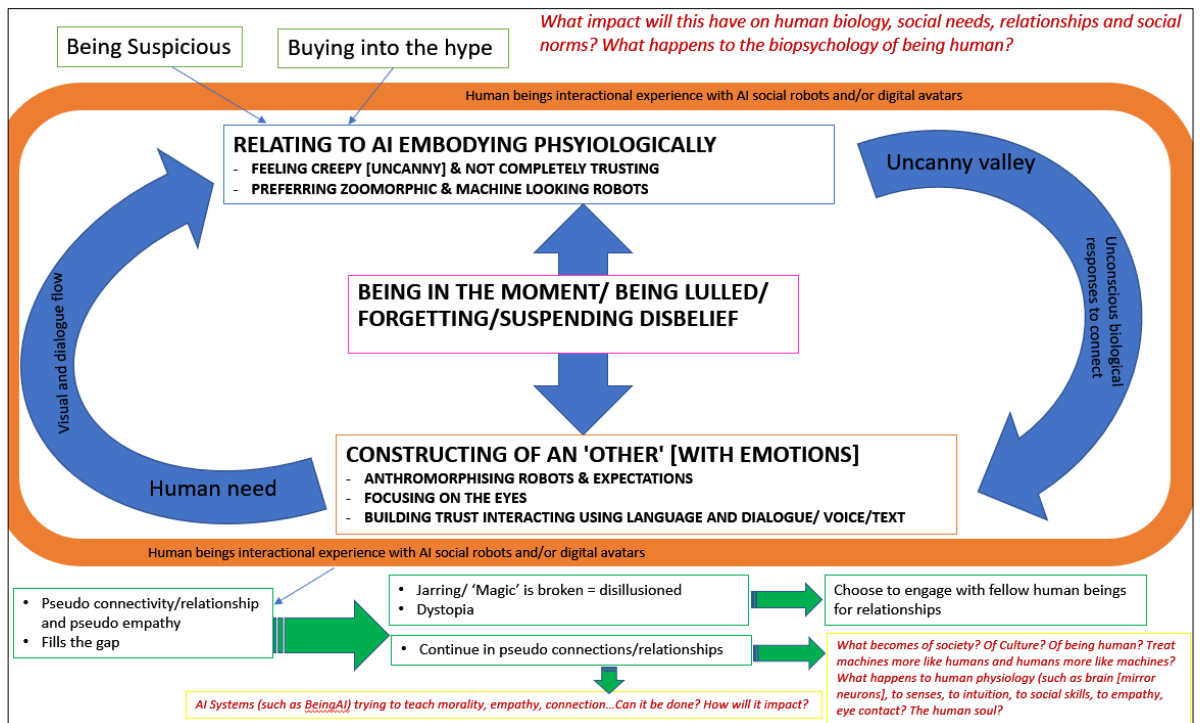 Being Suspicious
Buying into the hype
What impact will this have on human biology, social needs, relationships and social
norms? What happens to the biopsychology of being human?
Human beings interactional experience with AI social robots and/or digital avatars
RELATING TO AI EMBODYING PHSYIOLOGICALLY
- FEELING CREEPY [UNCANNY] & NOT COMPLETELY TRUSTING
- PREFERRING ZOOMORPHIC & MACHINE LOOKING ROBOTS
Uncanny valley
Unconscious biological
responses to connect
BEING IN THE MOMENT/ BEING LULLED/
FORGETTING/SUSPENDING DISBELIEF
Visual and dialogue flow
Human need
CONSTRUCTING OF AN 'OTHER' [WITH EMOTIONS]
- ANTHROMORPHISING ROBOTS & EXPECTATIONS
- FOCUSING ON THE EYES
- BUILDING TRUST INTERACTING USING LANGUAGE AND DIALOGUE/ VOICE/TEXT
Human beings interactional experience with AI social robots and/or digital avatars
• Pseudo connectivity/relationship
and pseudo empathy
• Fills the gap
• Jarring/ ‘Magic’ is broken = disillusioned
• Dystopia
Choose to engage with fellow human beings
for relationships
• Continue in pseudo connections/relationships
What becomes of society? Of Culture? Of being human? Treat
machines more like humans and humans more like machines?
What happens to human physiology (such as brain [mirror
neurons], to senses, to intuition, to social skills, to empathy,
eye contact? The human soul?
AI Systems (such as BeingAI) trying to teach morality, empathy, connection...Can it be done? How will it impact?